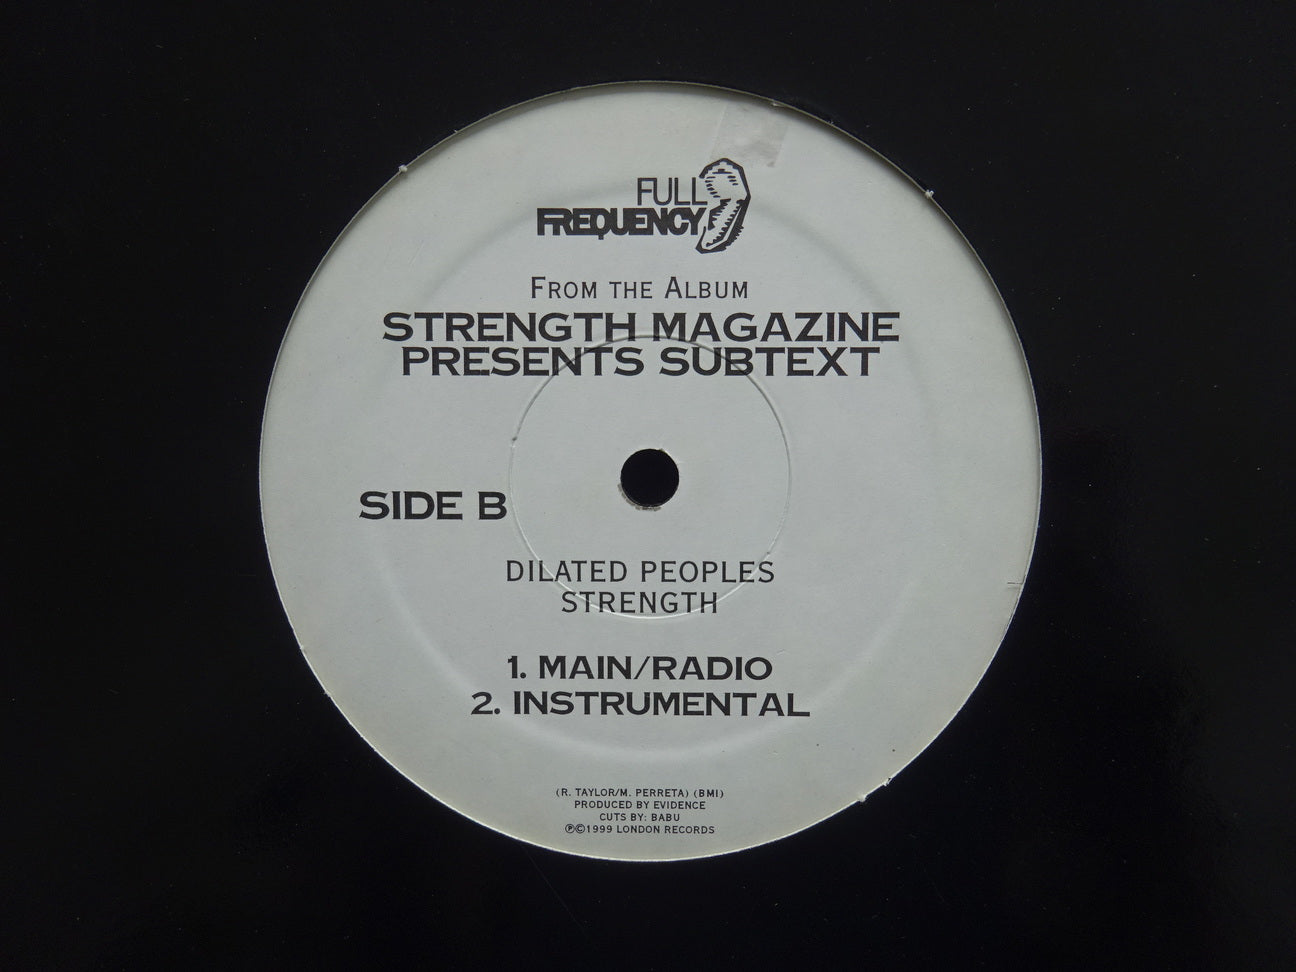 FULL
FREQUENCY
FROM THE ALBUM
STRENGTH MAGAZINE
PRESENTS SUBTEXT
SIDE B
DILATED PEOPLES
STRENGTH
1. MAIN/RADIO
2. INSTRUMENTAL
(R. TAYLOR/M. PERRETA) (BMI)
PRODUCED BY EVIDENCE
CUTS BY: BABU
℗©1999 LONDON RECORDS